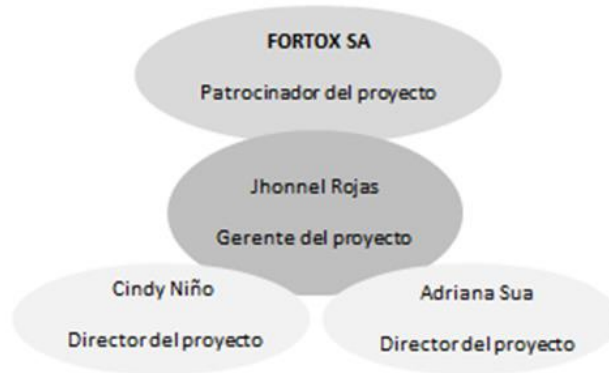 FORTOX SA
Patrocinador del proyecto
Jhonnel Rojas
Gerente del proyecto
Cindy Niño
Director del proyecto
Adriana Sua
Director del proyecto